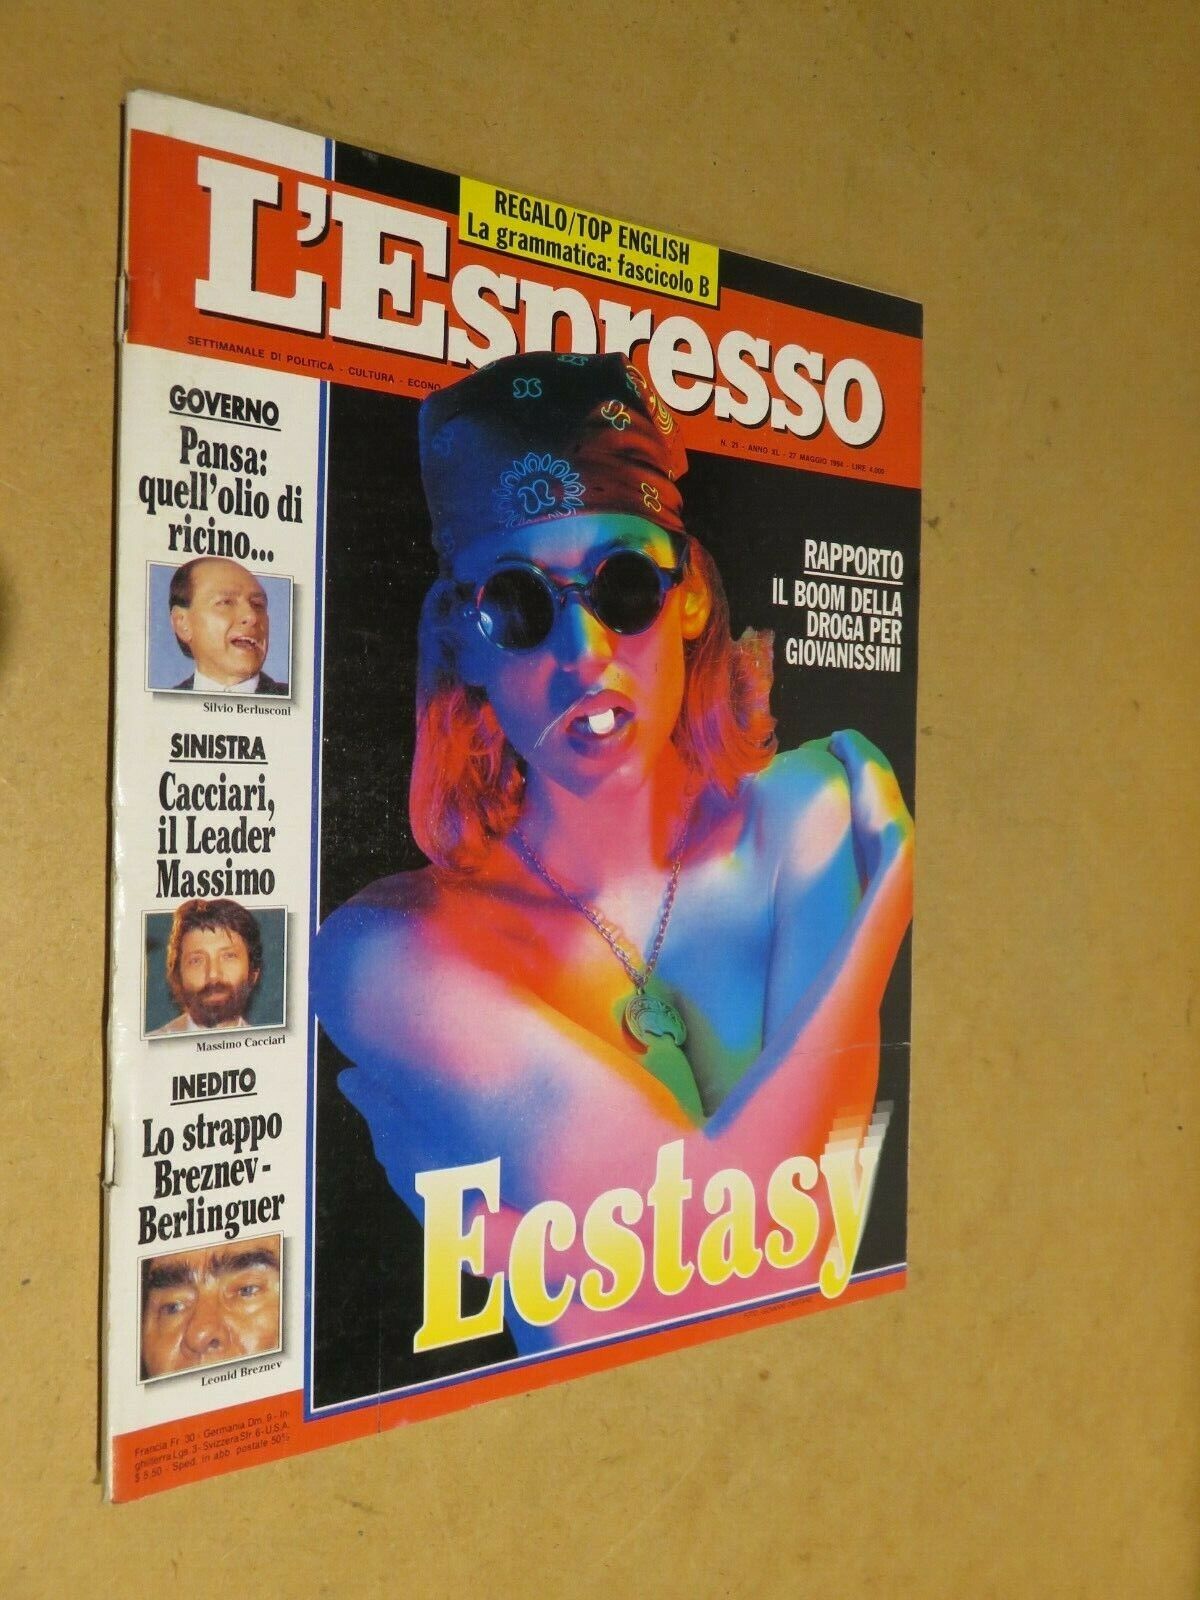 REGALO/TOP ENGLISH
La grammatica: fascicolo B
L'Espresso
SETTIMANALE DI POLITICA - CULTURA - ECONO
N. 21 - ANNO XL - 27 MAGGIO 1994 - LIRE 4.000
GOVERNO
Pansa:
quell'olio di
ricino...
Silvio Berlusconi
SINISTRA
Cacciari,
il Leader
Massimo
Massimo Cacciari
INEDITO
Lo strappo
Breznev-
Berlinguer
Leonid Breznev
RAPPORTO
IL BOOM DELLA
DROGA PER
GIOVANISSIMI
Ecstasy
Francia Fr. 30 - Germania Dm. 9 - In-
ghilterra Lgs. 3 - Svizzera Sfr. 6 - U.S.A.
$ 5,50 - Sped. in abb. postale 50%